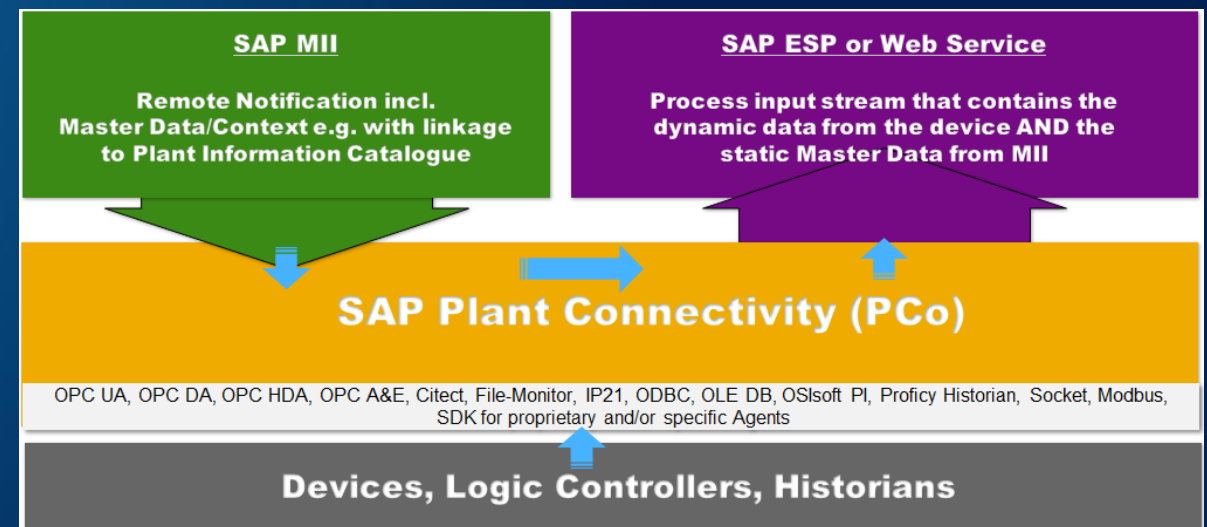 SAP MII
Remote Notification incl.
Master Data/Context e.g. with linkage
to Plant Information Catalogue
SAP ESP or Web Service
Process input stream that contains the
dynamic data from the device AND the
static Master Data from MII
SAP Plant Connectivity (PCo)
OPC UA, OPC DA, OPC HDA, OPC A&E, Citect, File-Monitor, IP21, ODBC, OLE DB, OSIsoft PI, Proficy Historian, Socket, Modbus,
SDK for proprietary and/or specific Agents
Devices, Logic Controllers, Historians